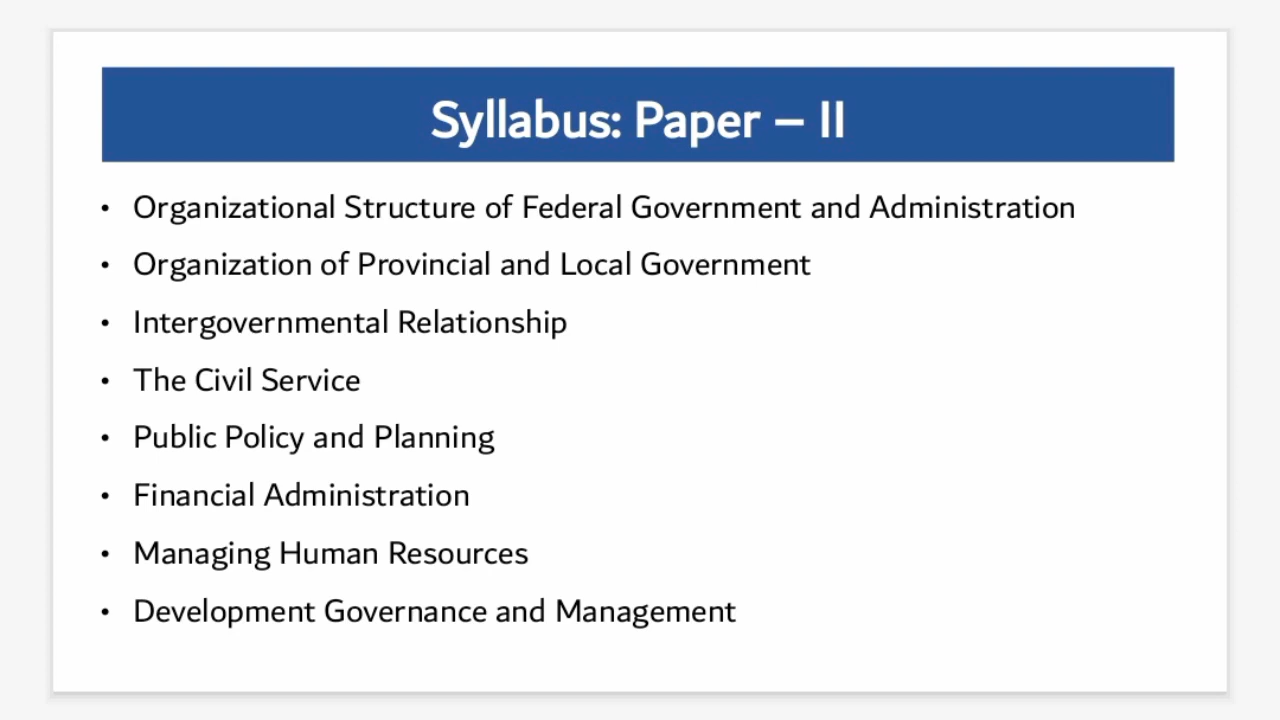 Syllabus: Paper – II
• Organizational Structure of Federal Government and Administration
• Organization of Provincial and Local Government
• Intergovernmental Relationship
• The Civil Service
• Public Policy and Planning
• Financial Administration
• Managing Human Resources
• Development Governance and Management